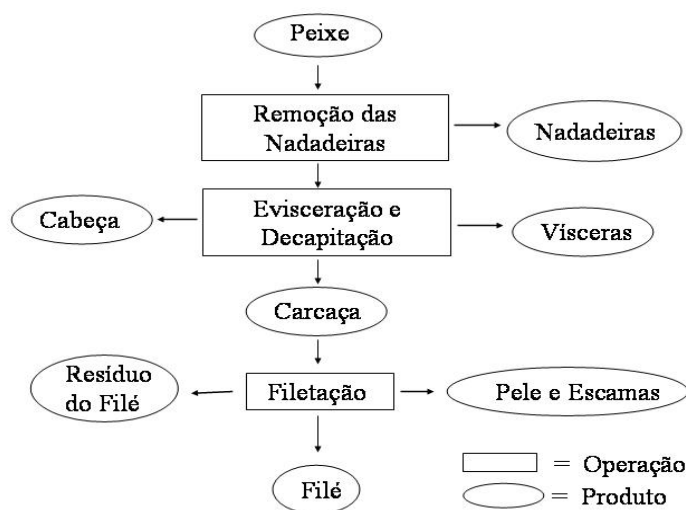 Peixe
Remoção das
Nadadeiras
Nadadeiras
Cabeça
Evisceração e
Decapitação
Vísceras
Carcaça
Resíduo
do Filé
Filetação
Pele e Escamas
Filé
= Operação
= Produto